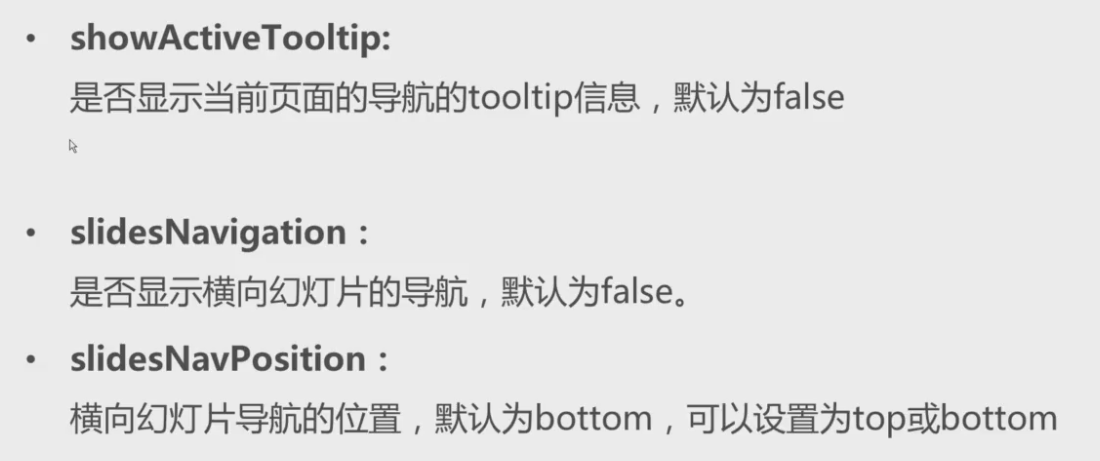 • showActiveTooltip:
是否显示当前页面的导航的tooltip信息，默认为false
• slidesNavigation：
是否显示横向幻灯片的导航，默认为false。
• slidesNavPosition：
横向幻灯片导航的位置，默认为bottom，可以设置为top或bottom